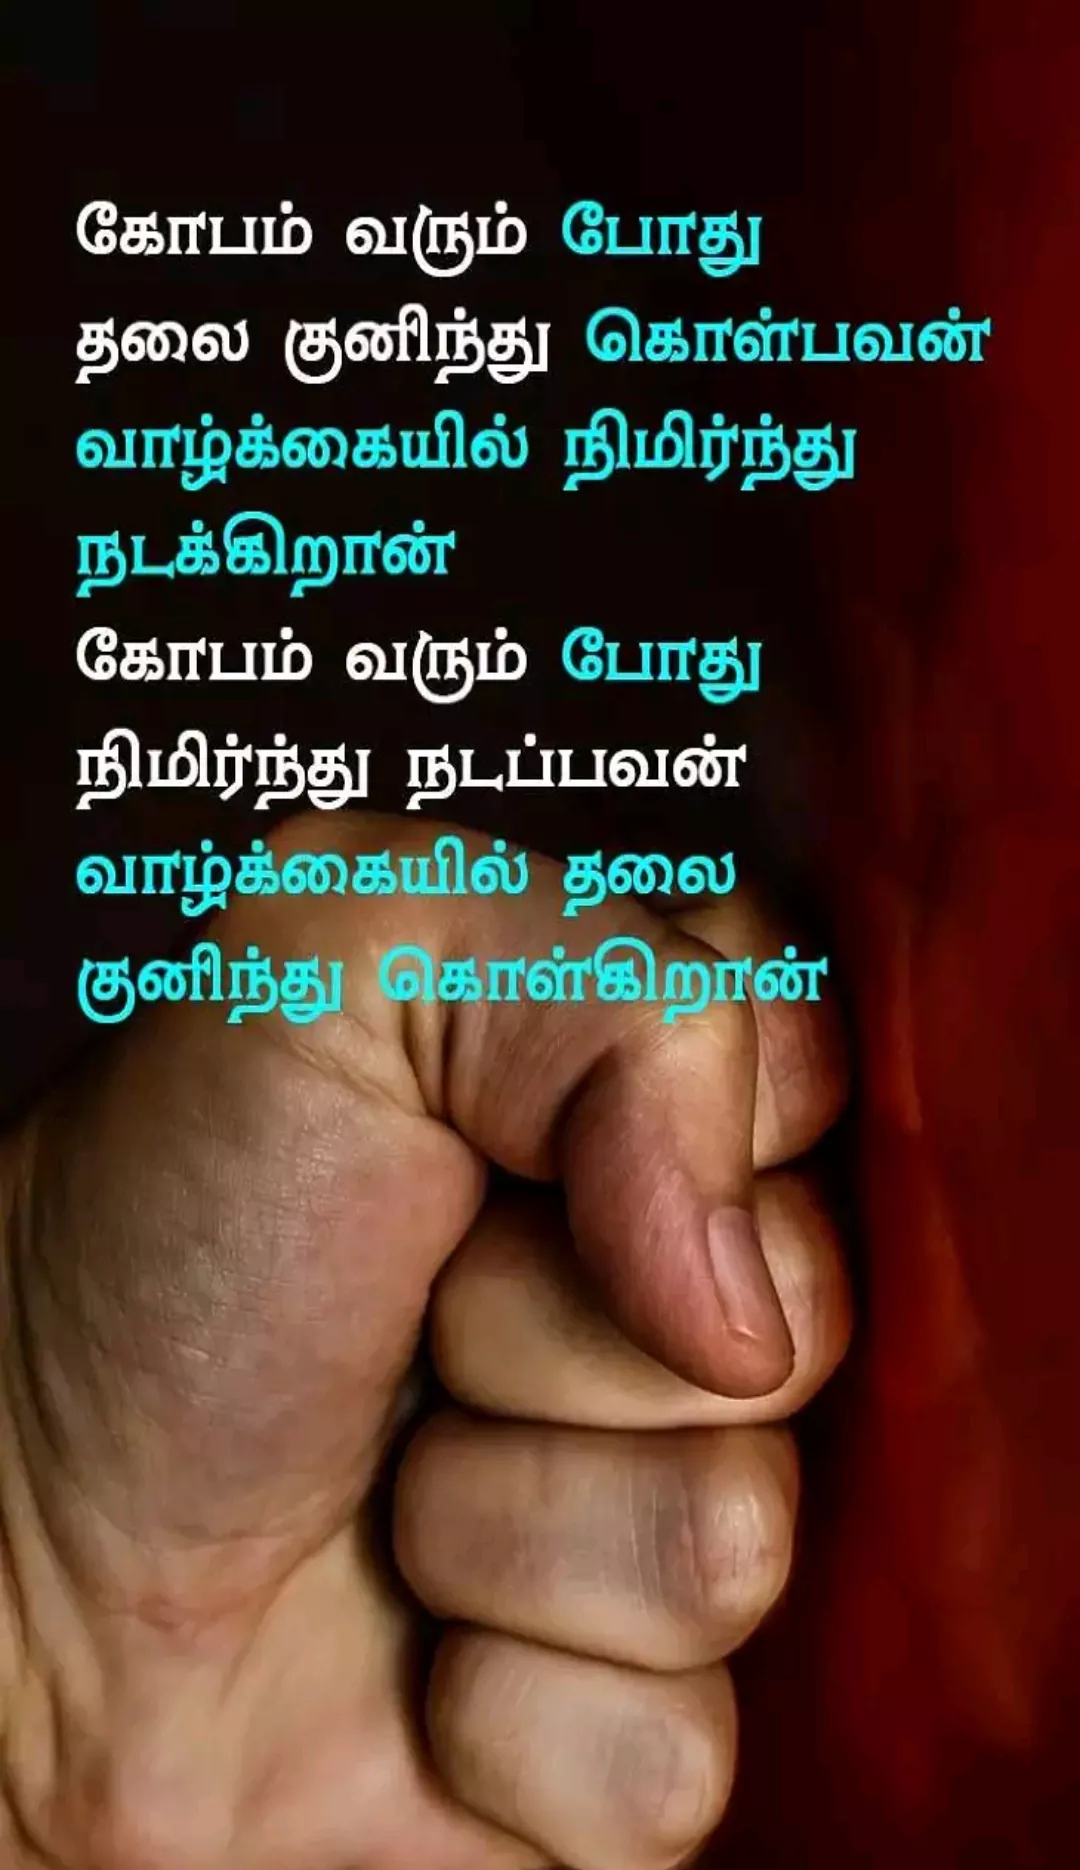 கோபம் வரும் போது
தலை குனிந்து கொள்பவன்
வாழ்க்கையில் நிமிர்ந்து
நடக்கிறான்
கோபம் வரும் போது
நிமிர்ந்து நடப்பவன்
வாழ்க்கையில் தலை
குனிந்து கொள்கிறான்